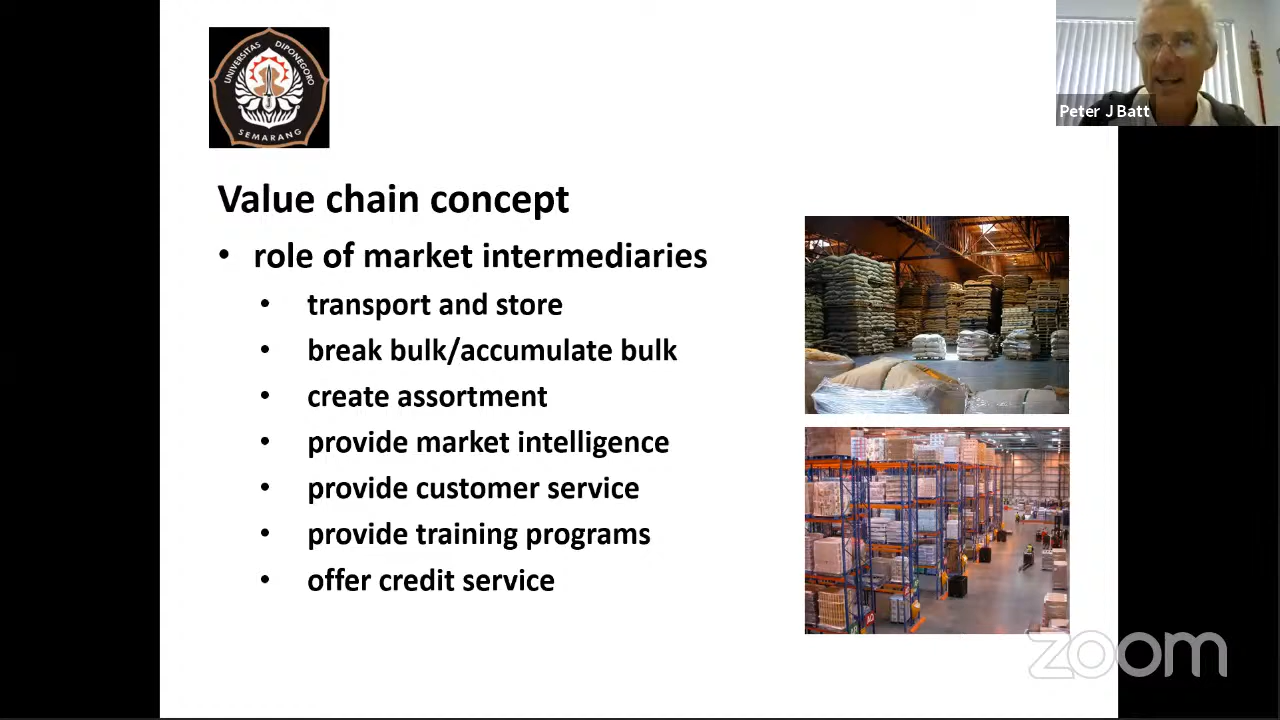 UNIVERSITAS DIPONEGORO
SEMARANG
Peter J Batt
Value chain concept
• role of market intermediaries
• transport and store
• break bulk/accumulate bulk
• create assortment
• provide market intelligence
• provide customer service
• provide training programs
• offer credit service
zoom